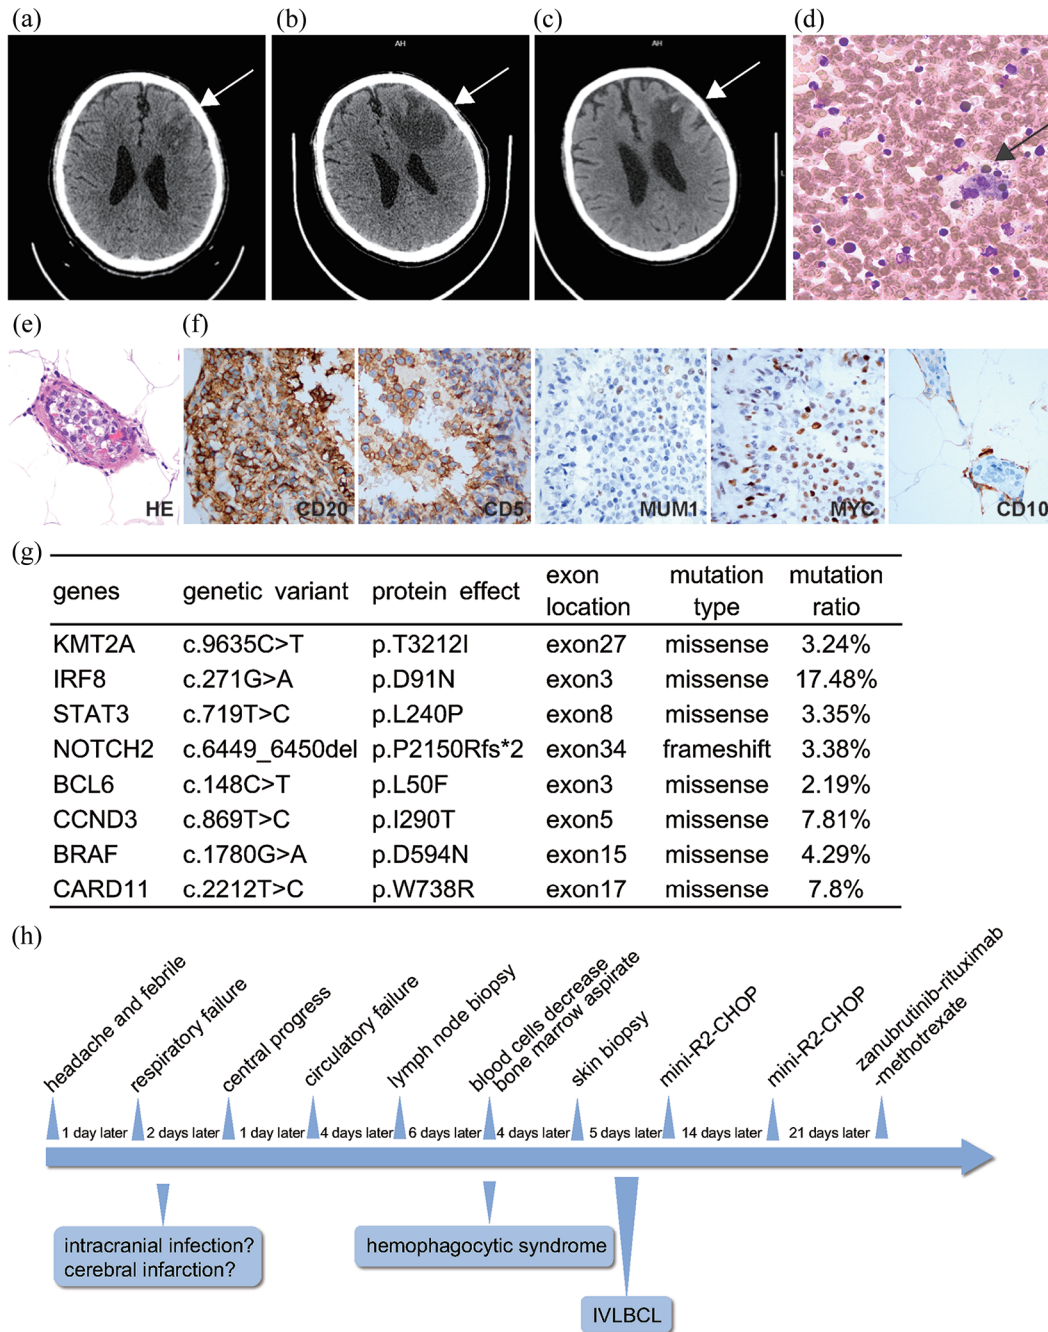 (a)
(b)
(c)
(d)
AH
AH
L
(e)
(f)
HE
CD20
CD5
MUM1
MYC
CD10
(g)
genes genetic variant protein effect exon location mutation type mutation ratio
KMT2A c.9635C>T p.T3212I exon27 missense 3.24%
IRF8 c.271G>A p.D91N exon3 missense 17.48%
STAT3 c.719T>C p.L240P exon8 missense 3.35%
NOTCH2 c.6449_6450del p.P2150Rfs*2 exon34 frameshift 3.38%
BCL6 c.148C>T p.L50F exon3 missense 2.19%
CCND3 c.869T>C p.I290T exon5 missense 7.81%
BRAF c.1780G>A p.D594N exon15 missense 4.29%
CARD11 c.2212T>C p.W738R exon17 missense 7.8%
(h)
headache and febrile
respiratory failure
central progress
circulatory failure
lymph node biopsy
blood cells decrease
bone marrow aspirate
skin biopsy
mini-R2-CHOP
mini-R2-CHOP
zanubrutinib-rituximab
-methotrexate
1 day later 2 days later 1 day later 4 days later 6 days later 4 days later 5 days later 14 days later 21 days later
intracranial infection?
cerebral infarction?
hemophagocytic syndrome
IVLBCL